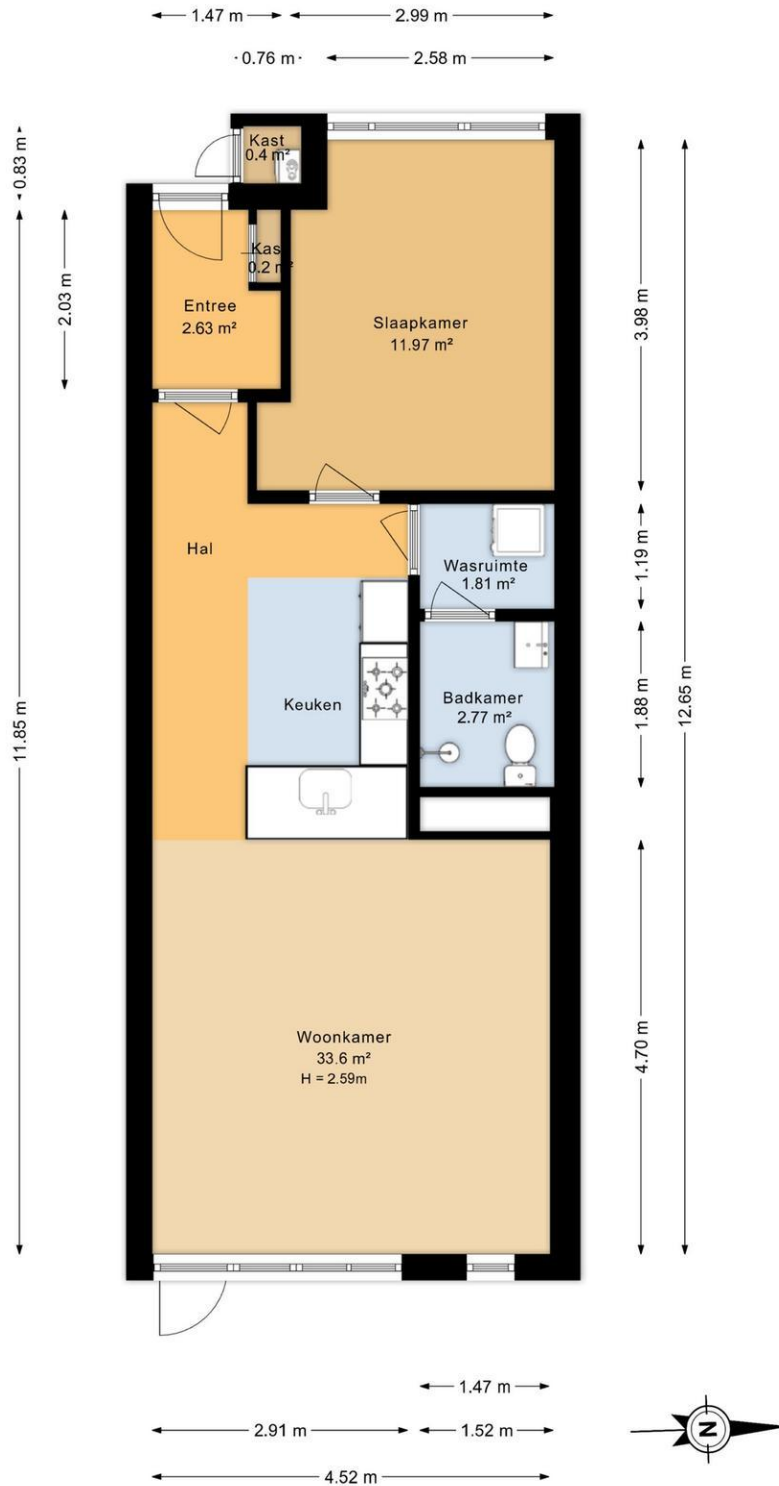 1.47 m
2.99 m
0.76 m
2.58 m
0.83 m
Kast
0.4 m²
Kas
0.2 m²
2.03 m
Entree
2.63 m²
Slaapkamer
11.97 m²
3.98 m
Hal
Wasruimte
1.81 m²
1.19 m
Keuken
Badkamer
2.77 m²
1.88 m
12.65 m
11.85 m
Woonkamer
33.6 m²
H = 2.59m
4.70 m
1.47 m
2.91 m
1.52 m
4.52 m
N